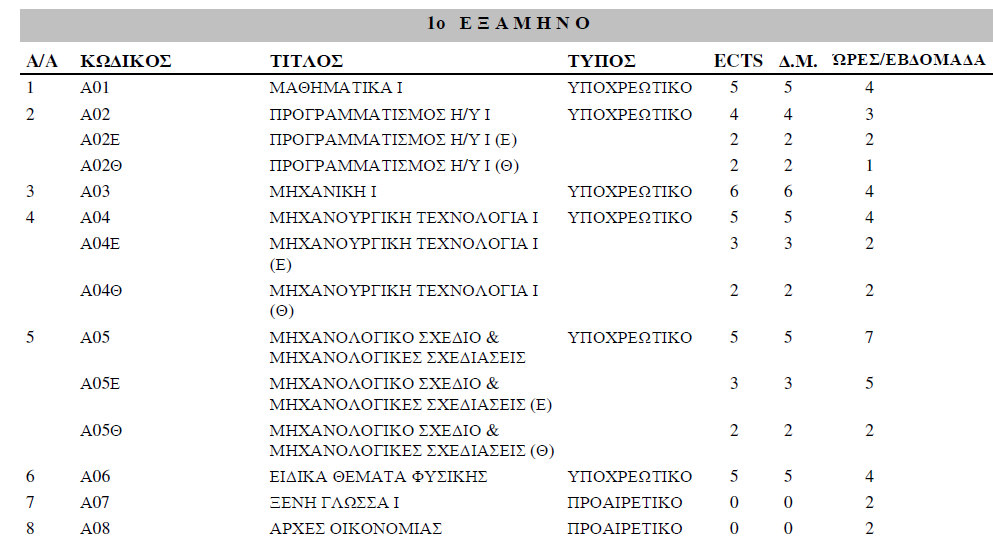 1ο Ε Ξ Α Μ Η Ν Ο
Α/Α ΚΩΔΙΚΟΣ ΤΙΤΛΟΣ ΤΥΠΟΣ ECTS Δ.Μ. ΏΡΕΣ/ΕΒΔΟΜΑΔΑ
1 Α01 ΜΑΘΗΜΑΤΙΚΑ Ι ΥΠΟΧΡΕΩΤΙΚΟ 5 5 4
2 Α02 ΠΡΟΓΡΑΜΜΑΤΙΣΜΟΣ Η/Υ Ι ΥΠΟΧΡΕΩΤΙΚΟ 4 4 3
Α02Ε ΠΡΟΓΡΑΜΜΑΤΙΣΜΟΣ Η/Υ Ι (Ε) 2 2 2
Α02Θ ΠΡΟΓΡΑΜΜΑΤΙΣΜΟΣ Η/Υ Ι (Θ) 2 2 1
3 Α03 ΜΗΧΑΝΙΚΗ Ι ΥΠΟΧΡΕΩΤΙΚΟ 6 6 4
4 Α04 ΜΗΧΑΝΟΥΡΓΙΚΗ ΤΕΧΝΟΛΟΓΙΑ Ι ΥΠΟΧΡΕΩΤΙΚΟ 5 5 4
Α04Ε ΜΗΧΑΝΟΥΡΓΙΚΗ ΤΕΧΝΟΛΟΓΙΑ Ι 3 3 2
(Ε)
Α04Θ ΜΗΧΑΝΟΥΡΓΙΚΗ ΤΕΧΝΟΛΟΓΙΑ Ι 2 2 2
(Θ)
5 Α05 ΜΗΧΑΝΟΛΟΓΙΚΟ ΣΧΕΔΙΟ & ΥΠΟΧΡΕΩΤΙΚΟ 5 5 7
ΜΗΧΑΝΟΛΟΓΙΚΕΣ ΣΧΕΔΙΑΣΕΙΣ
Α05Ε ΜΗΧΑΝΟΛΟΓΙΚΟ ΣΧΕΔΙΟ & 3 3 5
ΜΗΧΑΝΟΛΟΓΙΚΕΣ ΣΧΕΔΙΑΣΕΙΣ (Ε)
Α05Θ ΜΗΧΑΝΟΛΟΓΙΚΟ ΣΧΕΔΙΟ & 2 2 2
ΜΗΧΑΝΟΛΟΓΙΚΕΣ ΣΧΕΔΙΑΣΕΙΣ (Θ)
6 Α06 ΕΙΔΙΚΑ ΘΕΜΑΤΑ ΦΥΣΙΚΗΣ ΥΠΟΧΡΕΩΤΙΚΟ 5 5 4
7 Α07 ΞΕΝΗ ΓΛΩΣΣΑ Ι ΠΡΟΑΙΡΕΤΙΚΟ 0 0 2
8 Α08 ΑΡΧΕΣ ΟΙΚΟΝΟΜΙΑΣ ΠΡΟΑΙΡΕΤΙΚΟ 0 0 2